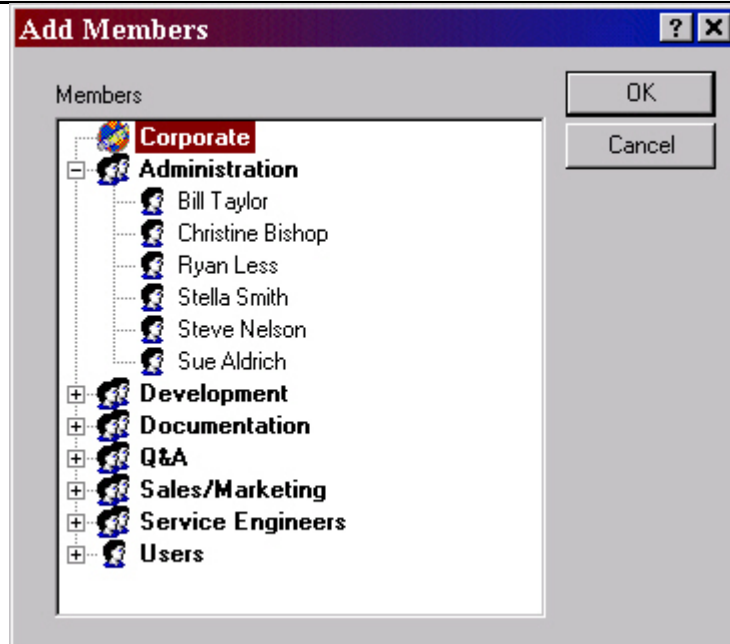 Add Members
Members
OK
Cancel
Corporate
Administration
Bill Taylor
Christine Bishop
Ryan Less
Stella Smith
Steve Nelson
Sue Aldrich
Development
Documentation
Q&A
Sales/Marketing
Service Engineers
Users